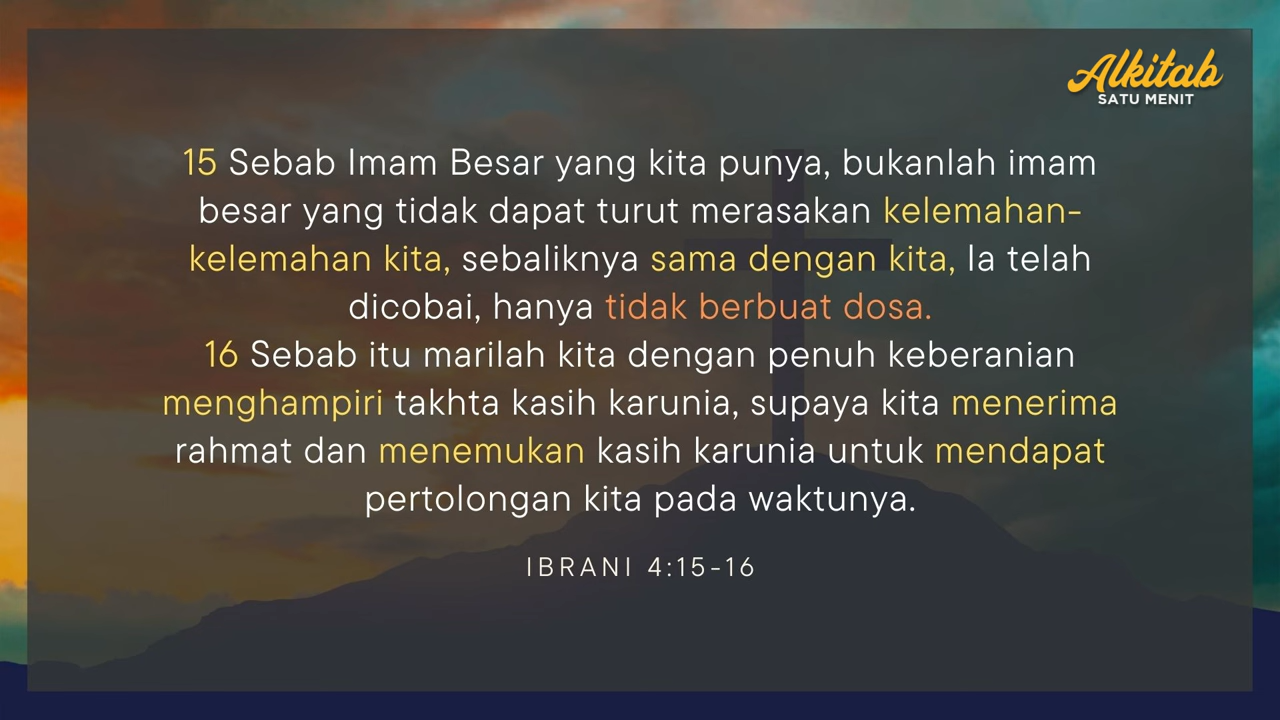 Alkitab
SATU MENIT
15 Sebab Imam Besar yang kita punya, bukanlah imam
besar yang tidak dapat turut merasakan kelemahan-
kelemahan kita, sebaliknya sama dengan kita, Ia telah
dicobai, hanya tidak berbuat dosa.
16 Sebab itu marilah kita dengan penuh keberanian
menghampiri takhta kasih karunia, supaya kita menerima
rahmat dan menemukan kasih karunia untuk mendapat
pertolongan kita pada waktunya.
IBRANI 4:15-16